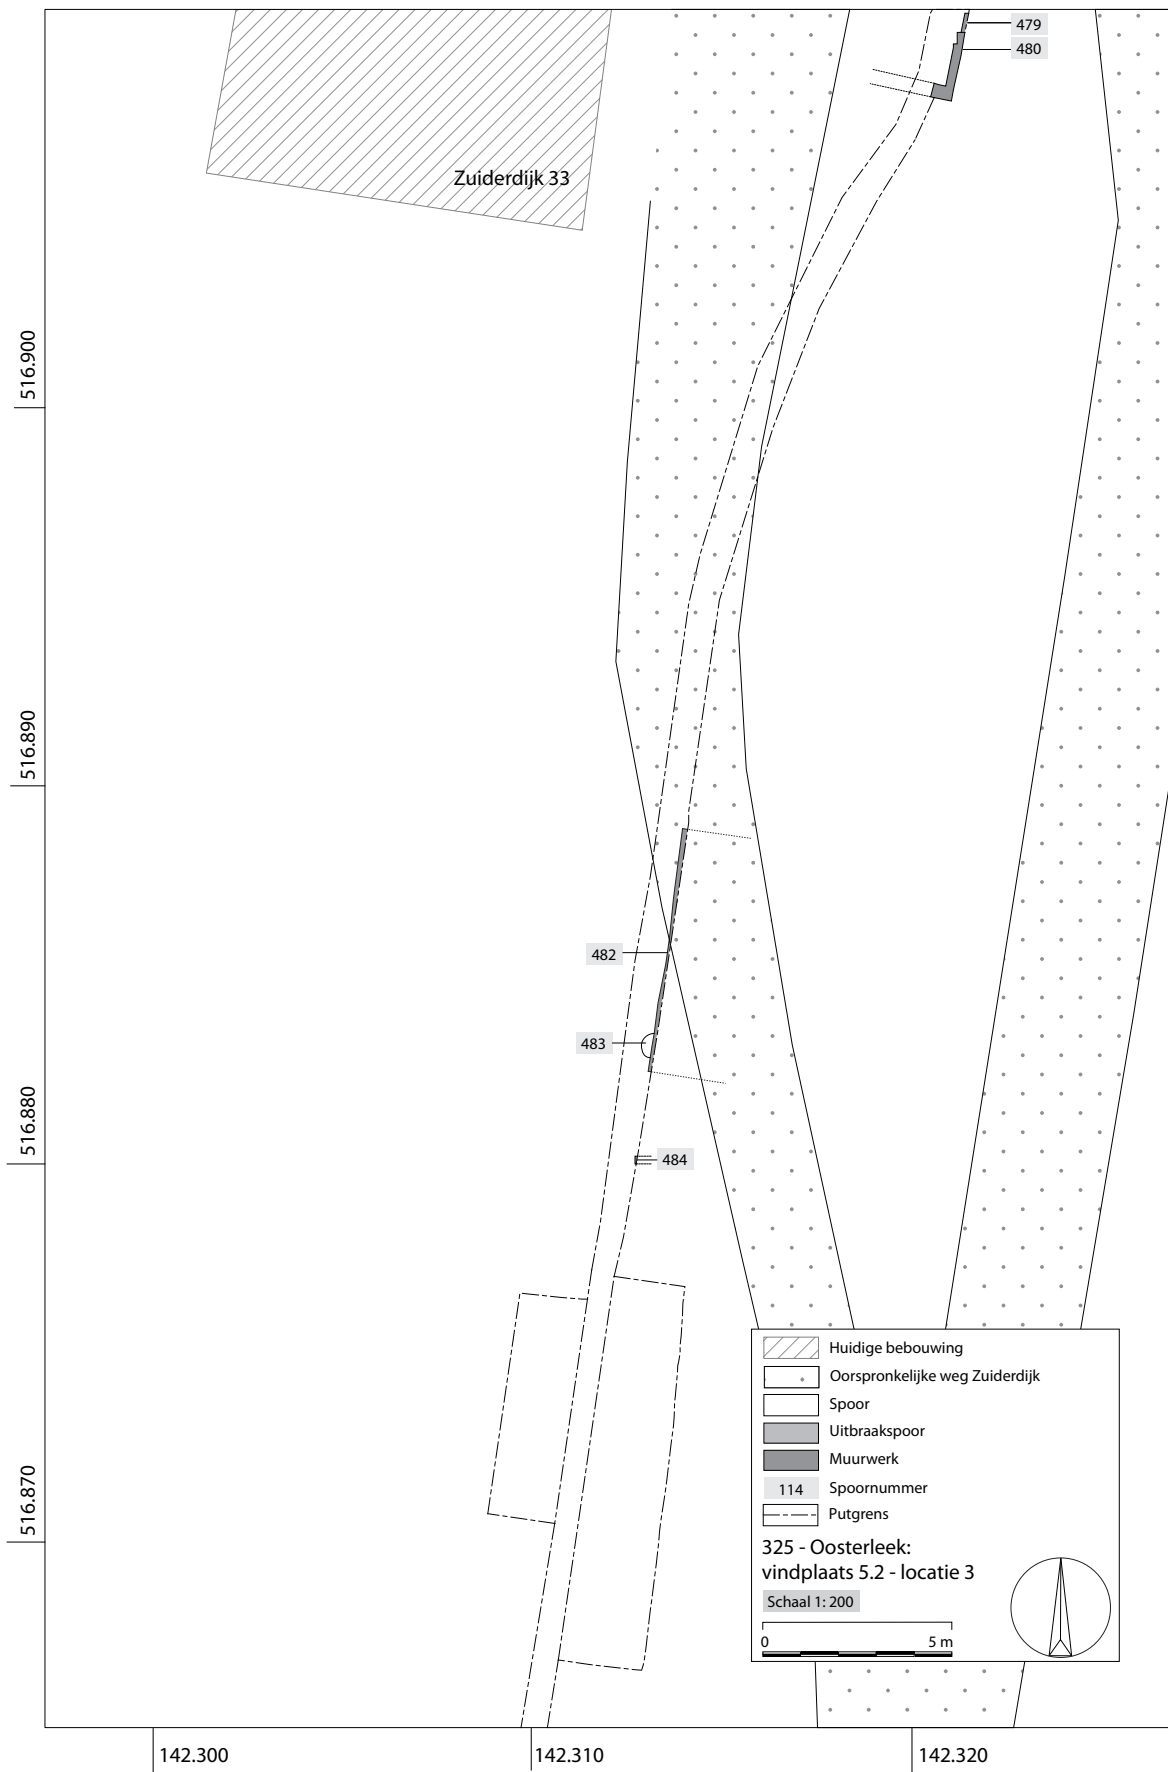 479
480
Zuiderdijk 33
516.900
516.890
482
483
516.880
484
Huidige bebouwing
Oorspronkelijke weg Zuiderdijk
Spoor
Uitbraakspoor
Muurwerk
114 Spoornummer
Putgrens
516.870
325 - Oosterleek:
vindplaats 5.2 - locatie 3
Schaal 1: 200
0 5 m
142.300 142.310 142.320